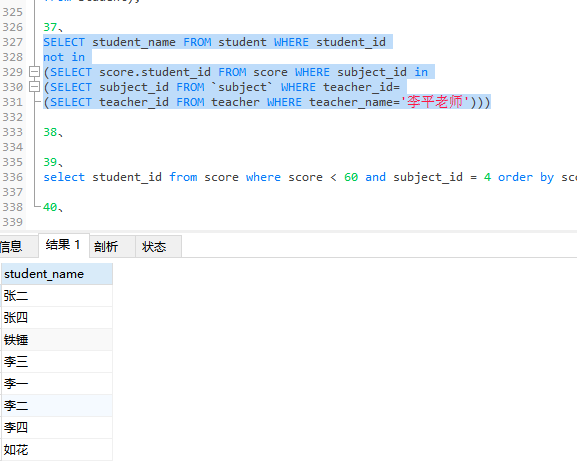 325 from student);
326 37、
327 SELECT student_name FROM student WHERE student_id
328 not in
329 (SELECT score.student_id FROM score WHERE subject_id in
330 (SELECT subject_id FROM `subject` WHERE teacher_id=
331 (SELECT teacher_id FROM teacher WHERE teacher_name='李平老师')))
332
333 38、
334
335 39、
336 select student_id from score where score < 60 and subject_id = 4 order by sco
337
338 40、
339
信息 结果 1 剖析 状态
student_name
张二
张四
铁锤
李三
李一
李二
李四
如花